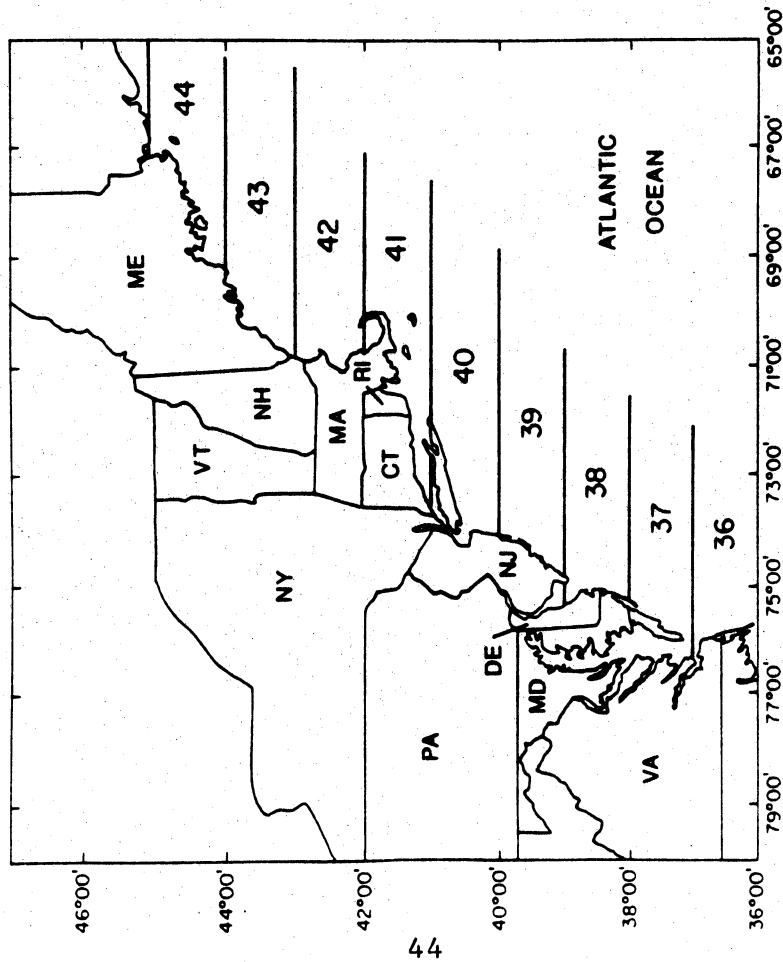 ME
44
43
VT
NH
42
MA
RI
41
CT
NY
40
ATLANTIC
OCEAN
PA
NJ
39
DE
MD
38
VA
37
36
46°00'
44°00'
42°00'
40°00'
38°00'
36°00'
79°00'
77°00'
75°00'
73°00'
71°00'
69°00'
67°00'
65°00'
44